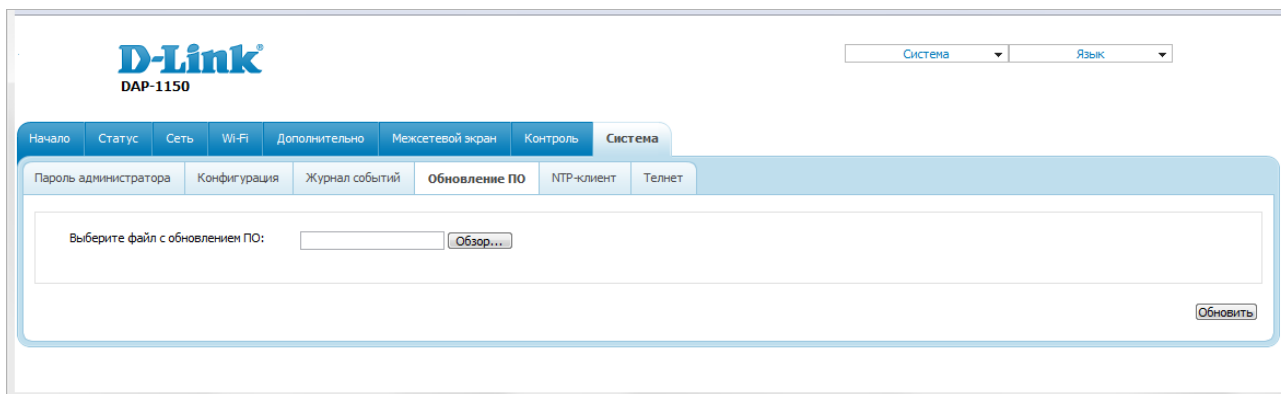 D-Link®
DAP-1150
Система Язык
Начало Статус Сеть Wi-Fi Дополнительно Межсетевой экран Контроль Система
Пароль администратора Конфигурация Журнал событий Обновление ПО NTP-клиент Телнет
Выберите файл с обновлением ПО: Обзор...
Обновить